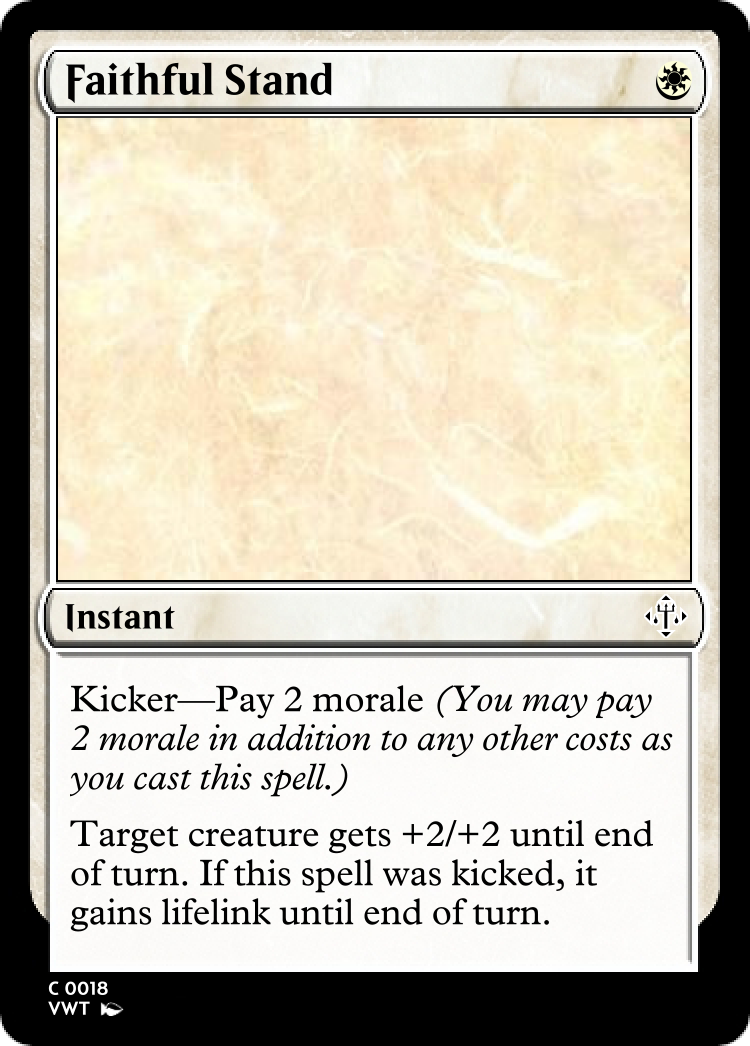 Faithful Stand
Instant
Kicker—Pay 2 morale (You may pay
2 morale in addition to any other costs as
you cast this spell.)
Target creature gets +2/+2 until end
of turn. If this spell was kicked, it
gains lifelink until end of turn.
C 0018
VWT